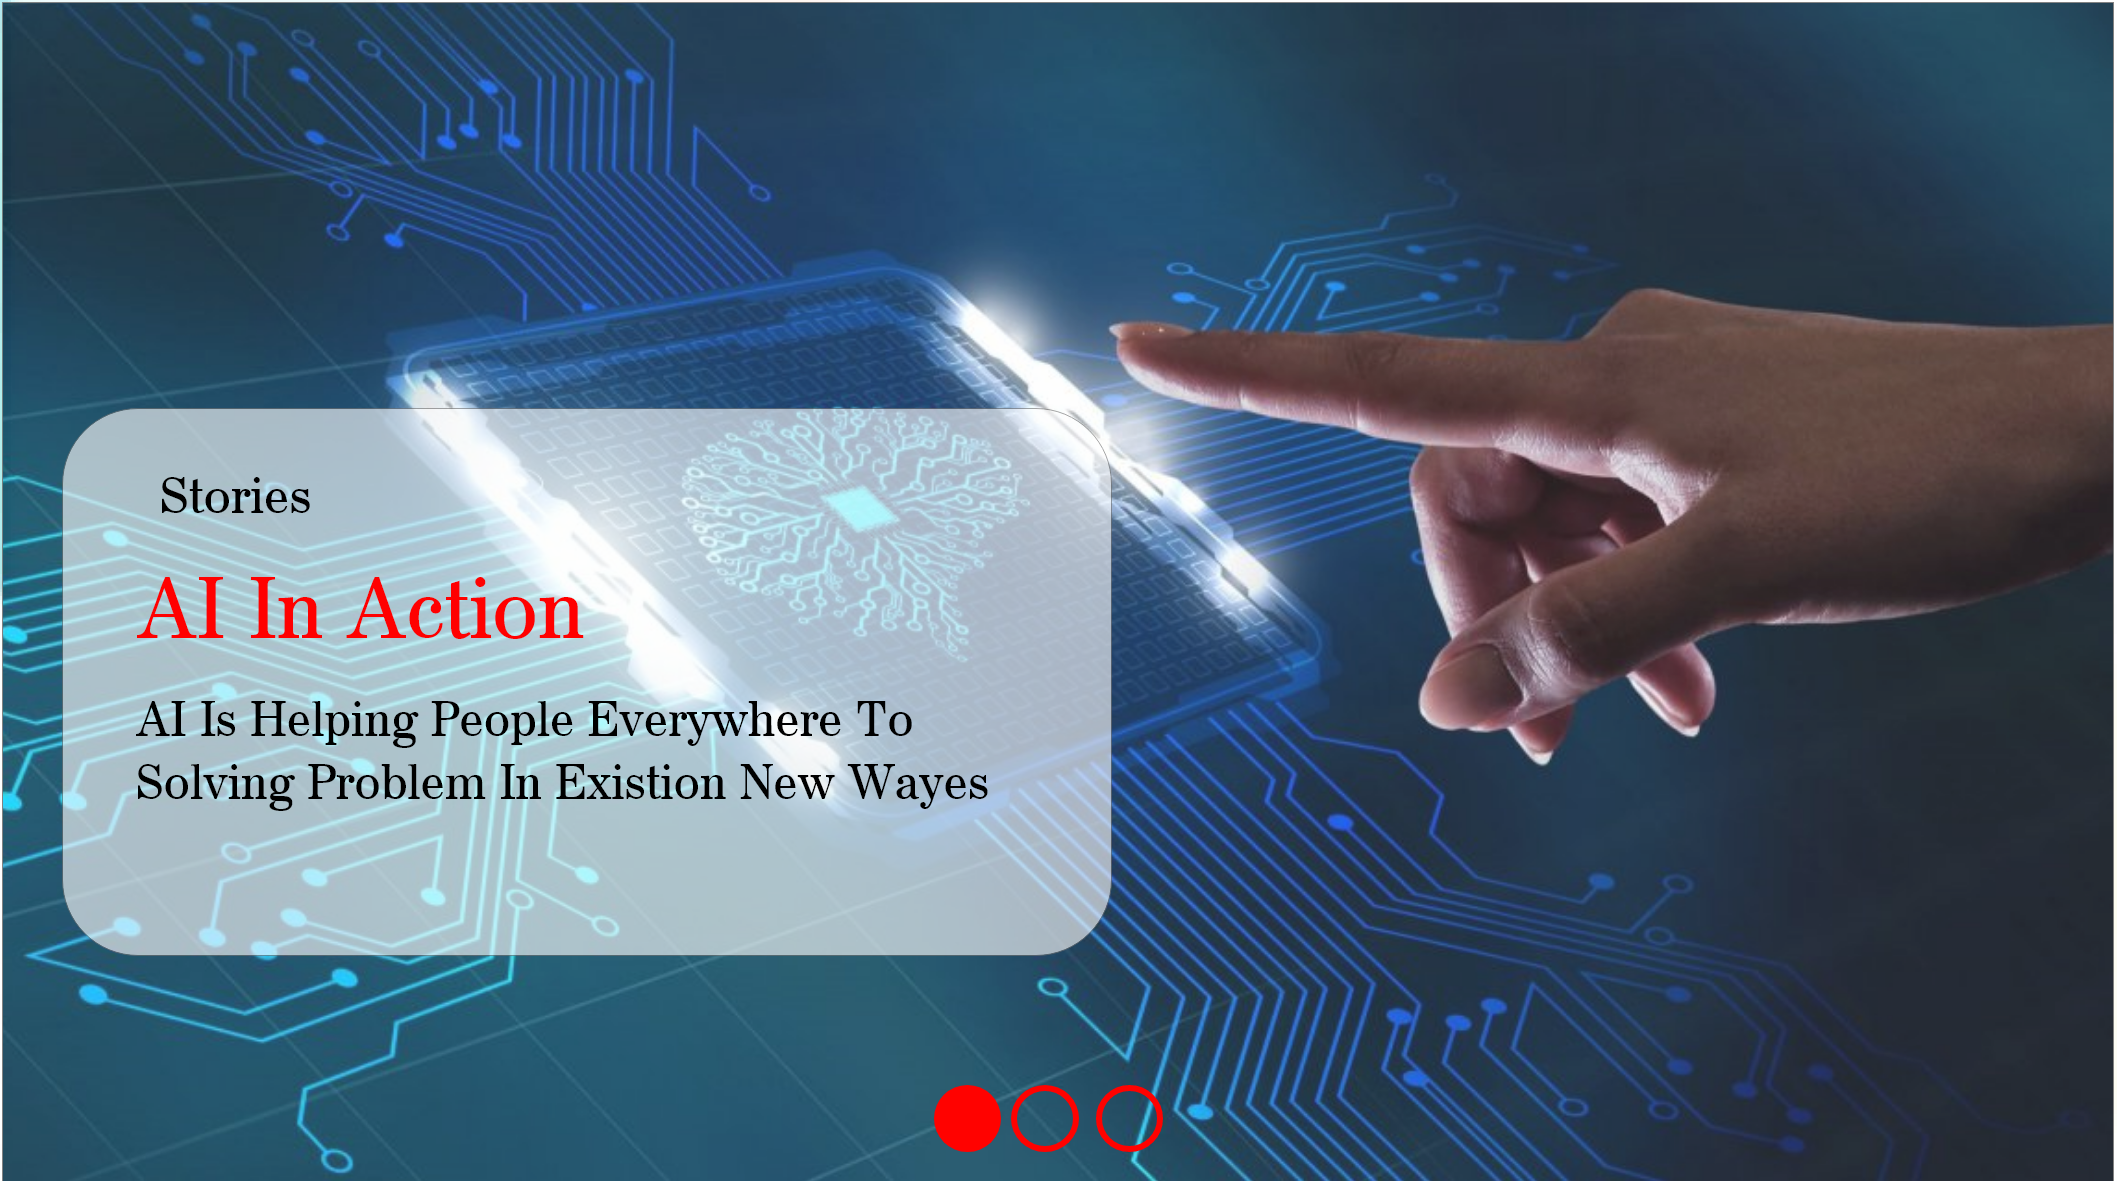 Stories
AI In Action
AI Is Helping People Everywhere To
Solving Problem In Existion New Wayes